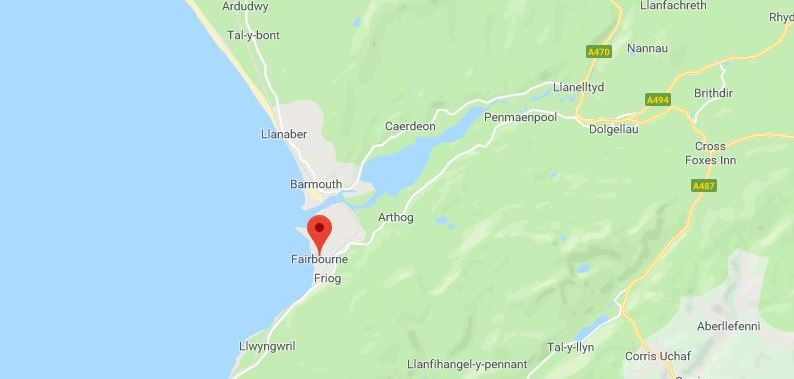 Ardudwy
Llanfachreth
Rhyd
Tal-y-bont
Nannau
A470
Llanelltyd
Brithdir
A494
Penmaenpool
Caerdeon
Dolgellau
Llanaber
Cross
Foxes Inn
Barmouth
A487
Arthog
Fairbourne
Friog
Aberllefenni
Llwyngwril
Tal-y-llyn
Corris Uchaf
Llanfihangel-y-pennant